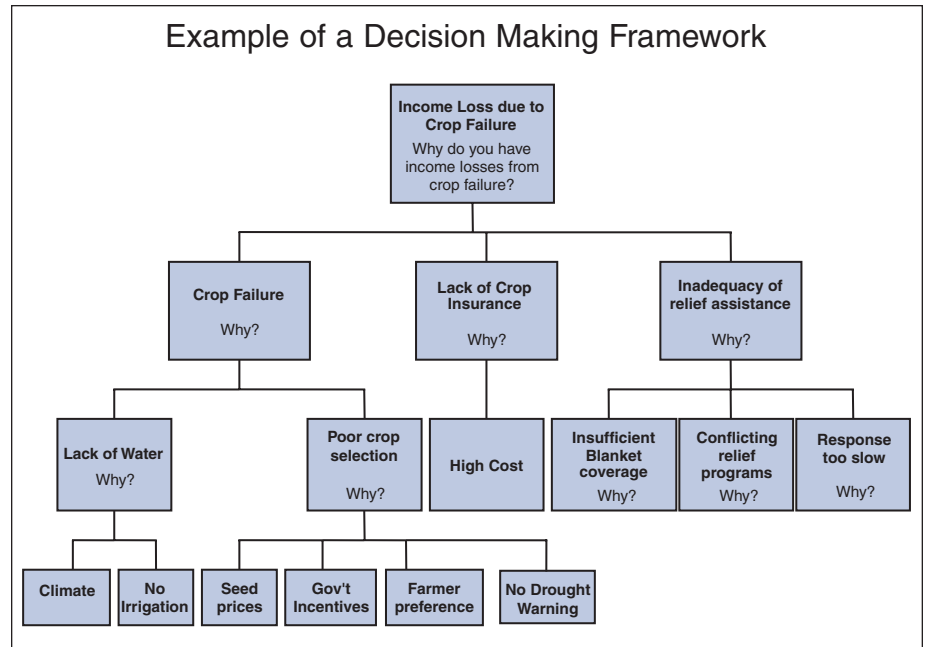 Example of a Decision Making Framework
Income Loss due to
Crop Failure
Why do you have
income losses from
crop failure?
Crop Failure
Why?
Lack of Crop
Insurance
Why?
Inadequacy of
relief assistance
Why?
Lack of Water
Why?
Poor crop
selection
Why?
High Cost
Insufficient
Blanket
coverage
Why?
Conflicting
relief
programs
Why?
Response
too slow
Why?
Climate
No
Irrigation
Seed
prices
Gov't
Incentives
Farmer
preference
No Drought
Warning